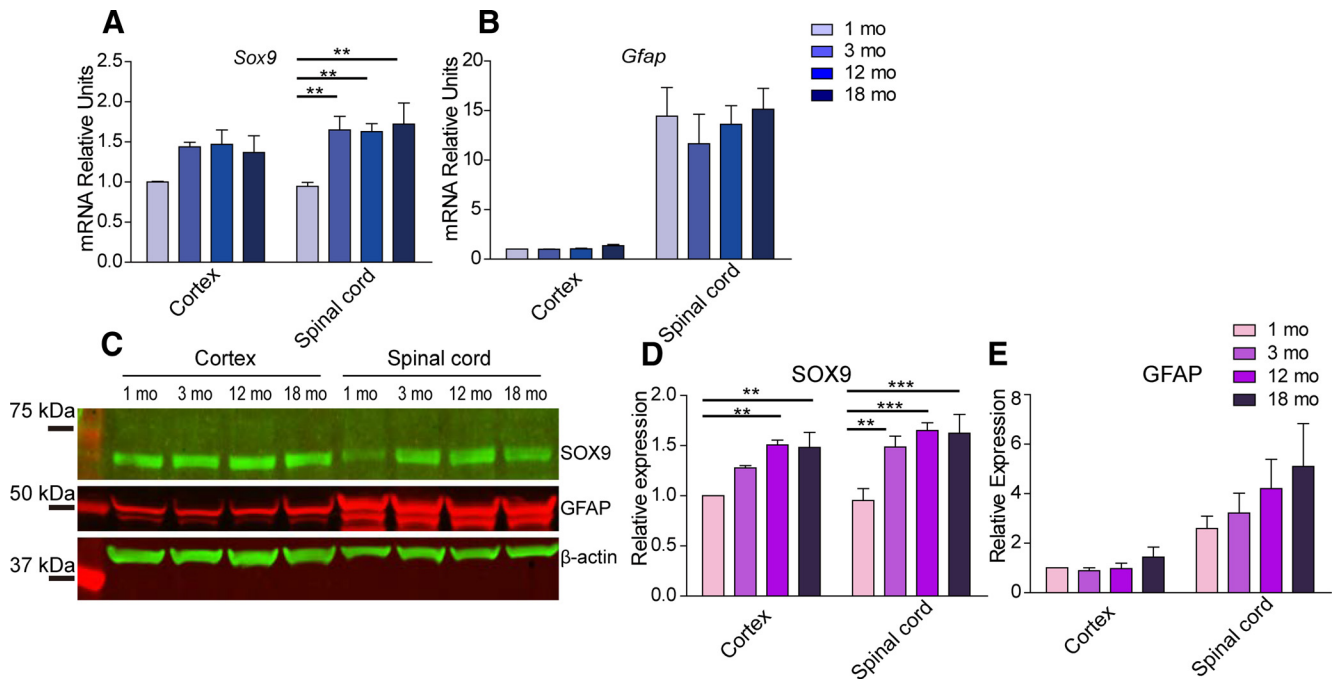 A
Sox9
mRNA Relative Units
2.5
2.0
1.5
1.0
0.5
0.0
**
**
**
Cortex
Spinal cord
B
Gfap
mRNA Relative Units
20
15
10
5
0
Cortex
Spinal cord
1 mo
3 mo
12 mo
18 mo
C
Cortex
Spinal cord
1 mo 3 mo 12 mo 18 mo 1 mo 3 mo 12 mo 18 mo
75 kDa
50 kDa
37 kDa
SOX9
GFAP
β-actin
D
SOX9
Relative expression
2.0
1.5
1.0
0.5
0.0
**
**
***
***
**
Cortex
Spinal cord
E
GFAP
Relative Expression
8
6
4
2
0
Cortex
Spinal cord
1 mo
3 mo
12 mo
18 mo